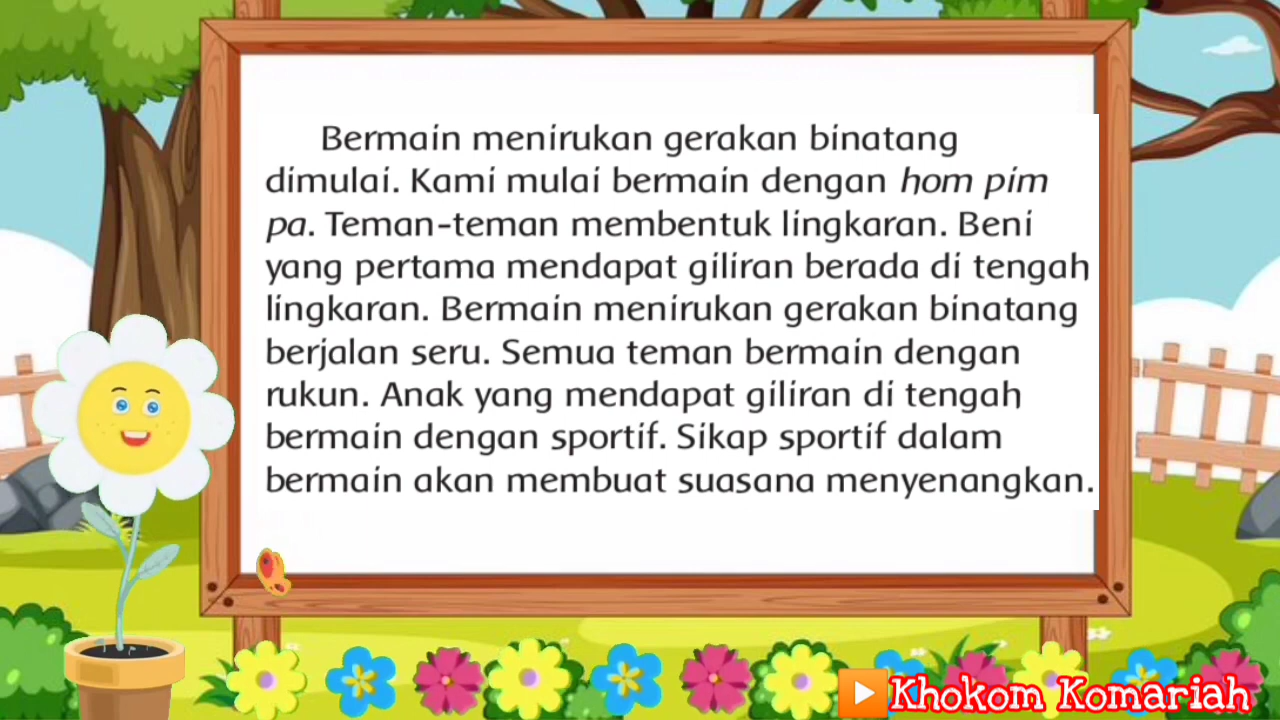 Bermain menirukan gerakan binatang
dimulai. Kami mulai bermain dengan hom pim
pa. Teman-teman membentuk lingkaran. Beni
yang pertama mendapat giliran berada di tengah
lingkaran. Bermain menirukan gerakan binatang
berjalan seru. Semua teman bermain dengan
rukun. Anak yang mendapat giliran di tengah
bermain dengan sportif. Sikap sportif dalam
bermain akan membuat suasana menyenangkan.
Khokom Komariah